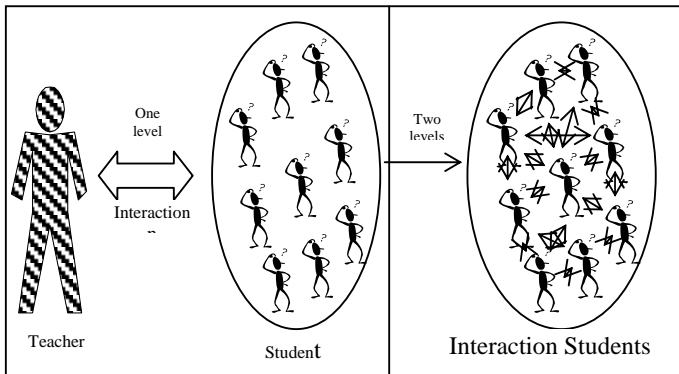 One
level
Interaction
Teacher
Student
Two
levels
Interaction Students
? ? ? ? ? ? ? ? ?
? ? ? ? ? ? ? ? ?